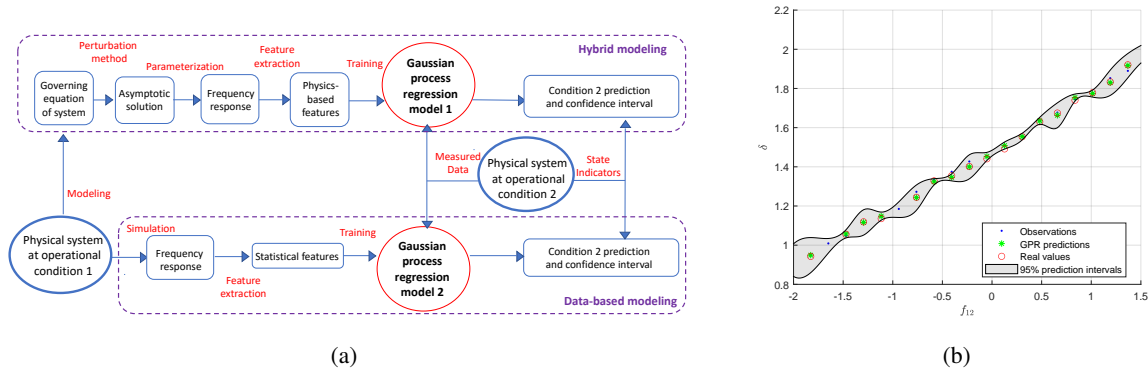 Perturbation
method
Parameterization
Feature
extraction
Training
Hybrid modeling
Governing
equation
of system
Asymptotic
solution
Frequency
response
Physics-
based
features
Gaussian
process
regression
model 1
Condition 2 prediction
and confidence interval
Modeling
Measured
Data
Physical system
at operational
condition 2
State
Indicators
Physical system
at operational
condition 1
Simulation
Frequency
response
Feature
extraction
Statistical features
Training
Gaussian
process
regression
model 2
Condition 2 prediction
and confidence interval
Data-based modeling
(a)
2.2
2
1.8
1.6
1.4
1.2
1
0.8
δ
-2
-1.5
-1
-0.5
0
0.5
1
1.5
f12
Observations
GPR predictions
Real values
95% prediction intervals
(b)